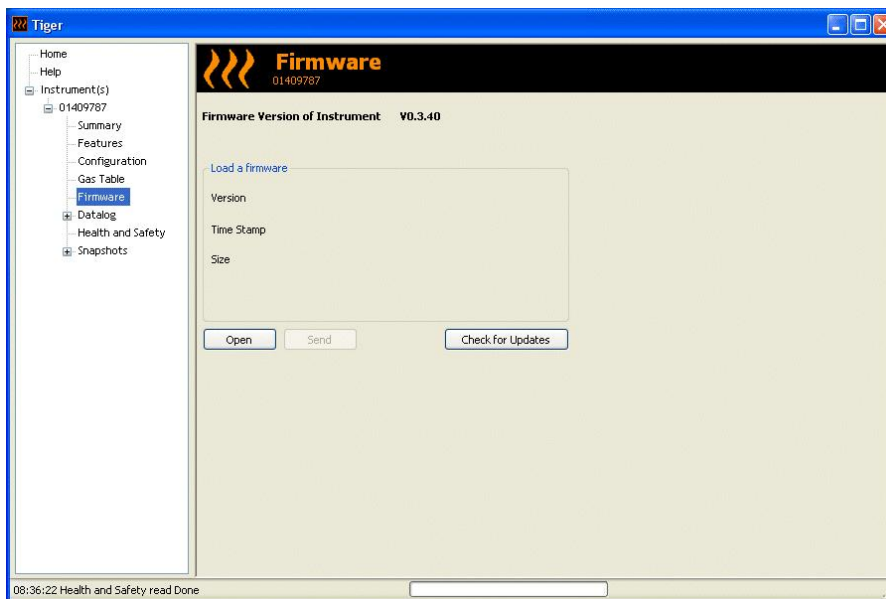 Tiger
Home
Help
Instrument(s)
01409787
Summary
Features
Configuration
Gas Table
Firmware
Datalog
Health and Safety
Snapshots
Firmware
01409787
Firmware Version of Instrument V0.3.40
Load a firmware
Version
Time Stamp
Size
Open Send Check for Updates
08:36:22 Health and Safety read Done